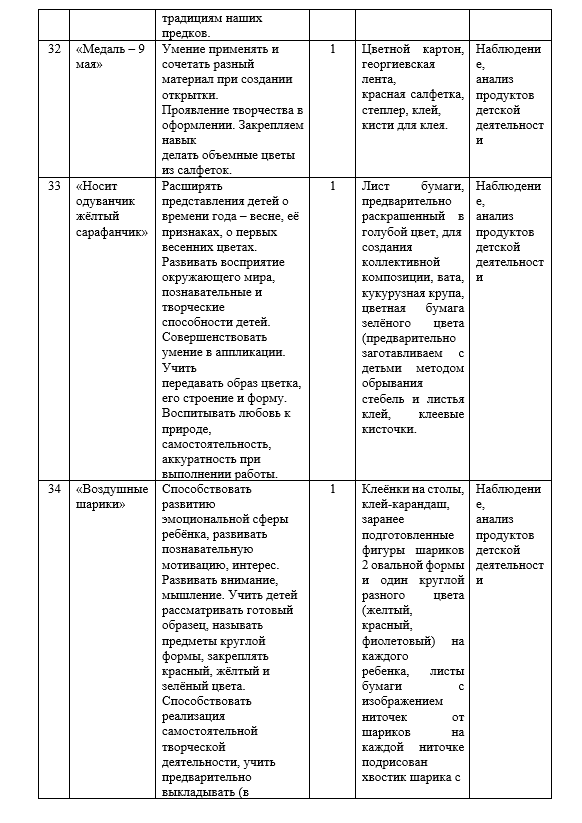 традициям наших
предков.
32
«Медаль – 9
мая»
Умение применять и
сочетать разный
материал при создании
открытки.
Проявление творчества в
оформлении. Закрепляем
навык
делать объемные цветы
из салфеток.
1
Цветной картон,
георгиевская
лента,
красная салфетка,
степлер, клей,
кисти для клея.
Наблюдени
е,
анализ
продуктов
детской
деятельност
и
33
«Носит
одуванчик
жёлтый
сарафанчик»
Расширять
представления детей о
времени года – весне, её
признаках, о первых
весенних цветах.
Развивать восприятие
окружающего мира,
познавательные и
творческие
способности детей.
Совершенствовать
умение в аппликации.
Учить
передавать образ цветка,
его строение и форму.
Воспитывать любовь к
природе,
самостоятельность,
аккуратность при
выполнении работы.
1
Лист бумаги,
предварительно
раскрашенный в
голубой цвет, для
создания
коллективной
композиции, вата,
кукурузная крупа,
цветная бумага
зелёного цвета
(предварительно
заготавливаем с
детьми методом
обрывания
стебель и листья
клей, клеевые
кисточки.
Наблюдени
е,
анализ
продуктов
детской
деятельност
и
34
«Воздушные
шарики»
Способствовать
развитию
эмоциональной сферы
ребёнка, развивать
познавательную
мотивацию, интерес.
Развивать внимание,
мышление. Учить детей
рассматривать готовый
образец, называть
предметы круглой
формы, закреплять
красный, жёлтый и
зелёный цвета.
Способствовать
реализация
самостоятельной
творческой
деятельности, учить
предварительно
выкладывать (в
1
Клеёнки на столы,
клей-карандаш,
заранее
подготовленные
фигуры шариков
2 овальной формы
и один круглой
разного цвета
(желтый,
красный,
фиолетовый) на
каждого
ребенка, листы
бумаги с
изображением
ниточек от
шариков на
каждой ниточке
подрисован
хвостик шарика с
Наблюдени
е,
анализ
продуктов
детской
деятельност
и